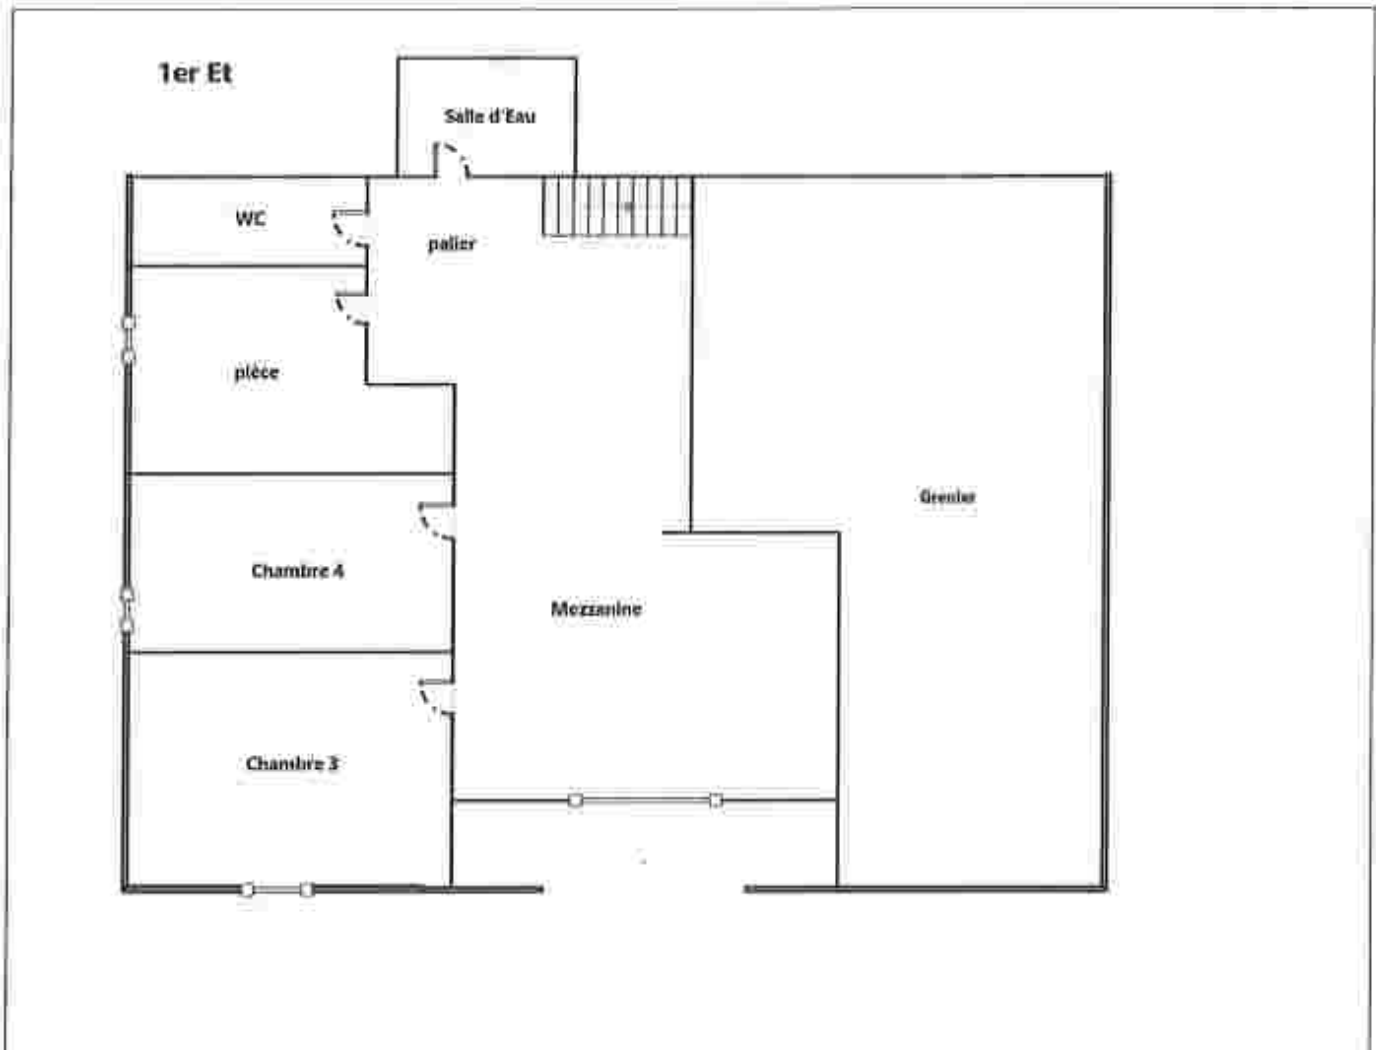 1er Et
Salle d'Eau
WC
palier
pièce
Grenier
Chambre 4
Mezzanine
Chambre 3